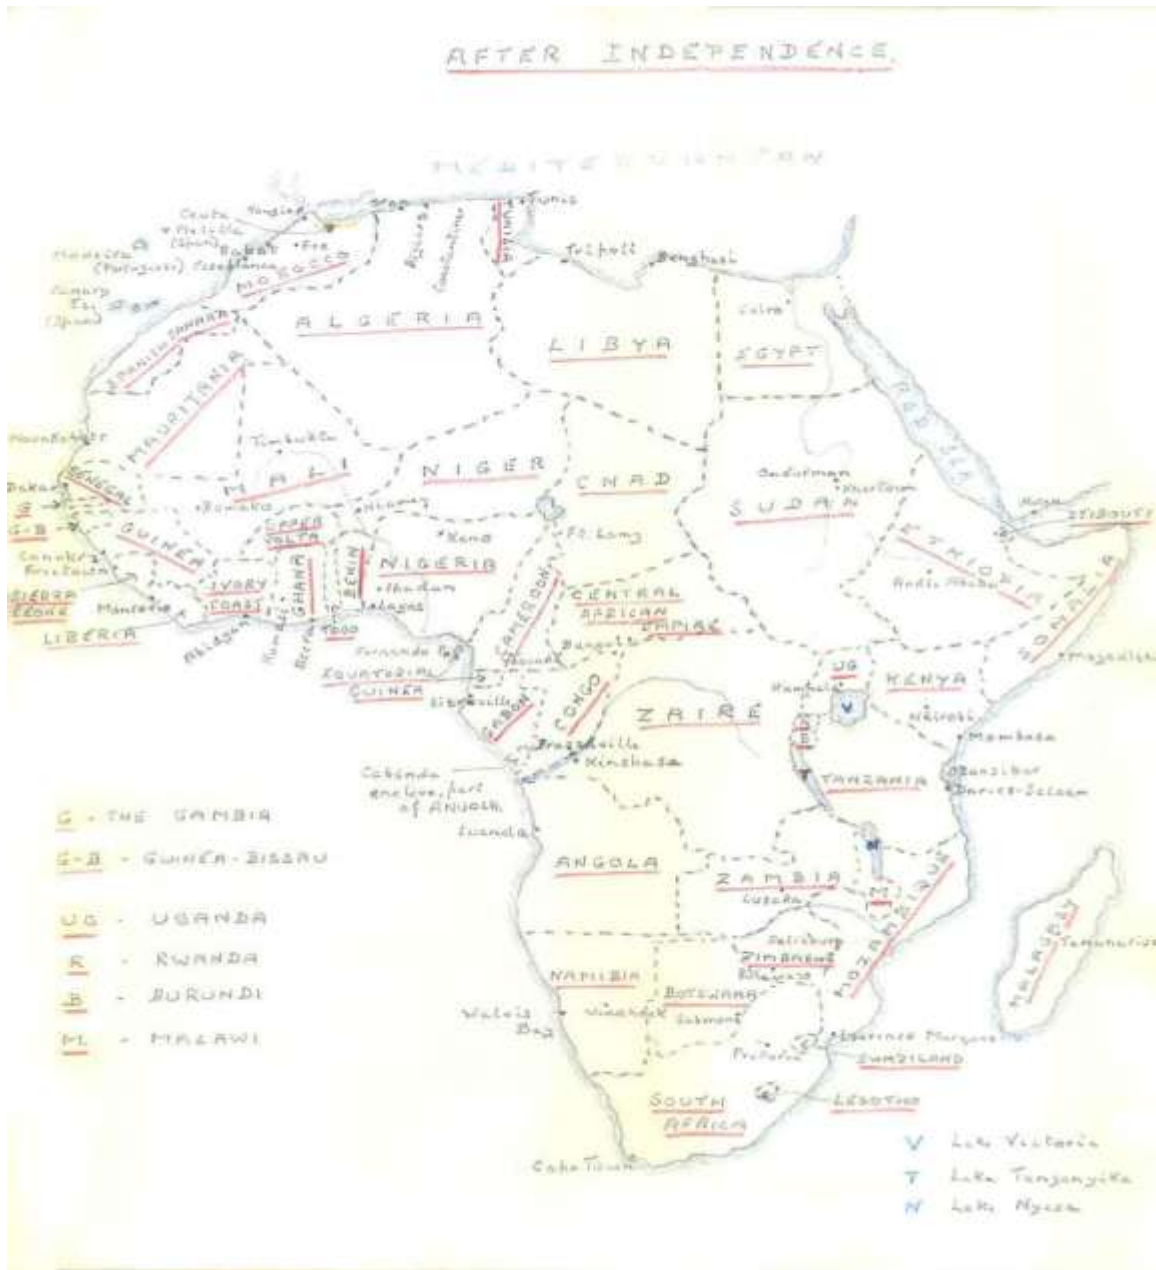 AFTER INDEPENDENCE.
MEDITERRANEAN
Ceuta
Tangier
Melilla
(Spain)
Rabat
Fez
Madeira
(Portuguese)
Casablanca
Canary
Is.
(Spain)
MOROCCO
Algiers
Constantine
TUNISIA
Tunis
Tripoli
Benghasi
SPANISH SAHARA
ALGERIA
LIBYA
Cairo
EGYPT
RED SEA
MAURITANIA
Timbuktu
MALI
NIGER
CHAD
Omdurman
Khartoum
SUDAN
DJIBOUTI
Dakar
SENEGAL
G
G-B
Bamako
Niamey
GUINEA
UPPER
VOLTA
Kano
Ft. Lamy
ETHIOPIA
Conakry
Freetown
SIERRA
LEONE
IVORY
COAST
GHANA
BENIN
NIGERIA
Ibadan
Lagos
CAMEROON
CENTRAL
AFRICAN
EMPIRE
Addis Ababa
SOMALIA
Monrovia
LIBERIA
Abidjan
Kumasi
TOGO
Fernando Po
Yaounde
Bangui
EQUATORIAL
GUINEA
Libreville
GABON
CONGO
ZAIRE
UG
Kampala
V
KENYA
Nairobi
Mogadishu
Mombasa
R
B
Brazzaville
Kinshasa
Cabinda
enclave, part
of ANGOLA
T
TANZANIA
Zanzibar
Dar-es-Salaam
G - THE GAMBIA
Luanda
G-B - GUINEA-BISSAU
ANGOLA
N
ZAMBIA
Lusaka
M
MOZAMBIQUE
UG - UGANDA
R - RWANDA
B - BURUNDI
M - MALAWI
Salisbury
ZIMBABWE
Bulawayo
MALAGASY
Tananarive
NAMIBIA
BOTSWANA
Walvis
Bay
Windhoek
Pretoria
Lourenco Marques
SWAZILAND
SOUTH
AFRICA
LESOTHO
Cape Town
V Lake Victoria
T Lake Tanganyika
N Lake Nyasa